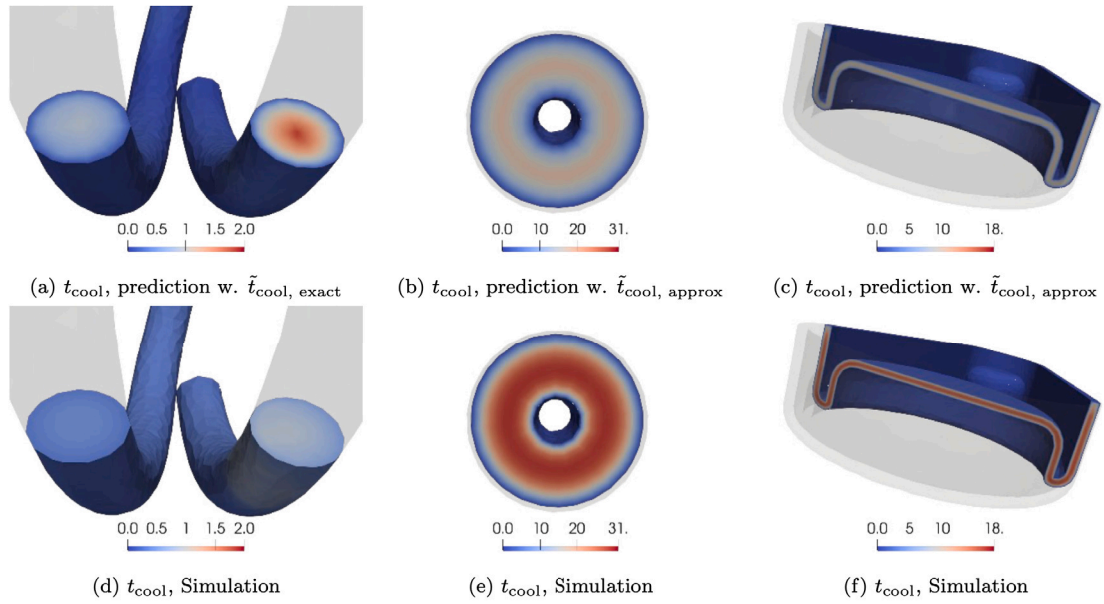 0.0 0.5 1 1.5 2.0
0.0 10 20 31.
0.0 5 10 18.
(a) t_cool, prediction w. t̃_cool, exact
(b) t_cool, prediction w. t̃_cool, approx
(c) t_cool, prediction w. t̃_cool, approx
0.0 0.5 1 1.5 2.0
0.0 10 20 31.
0.0 5 10 18.
(d) t_cool, Simulation
(e) t_cool, Simulation
(f) t_cool, Simulation